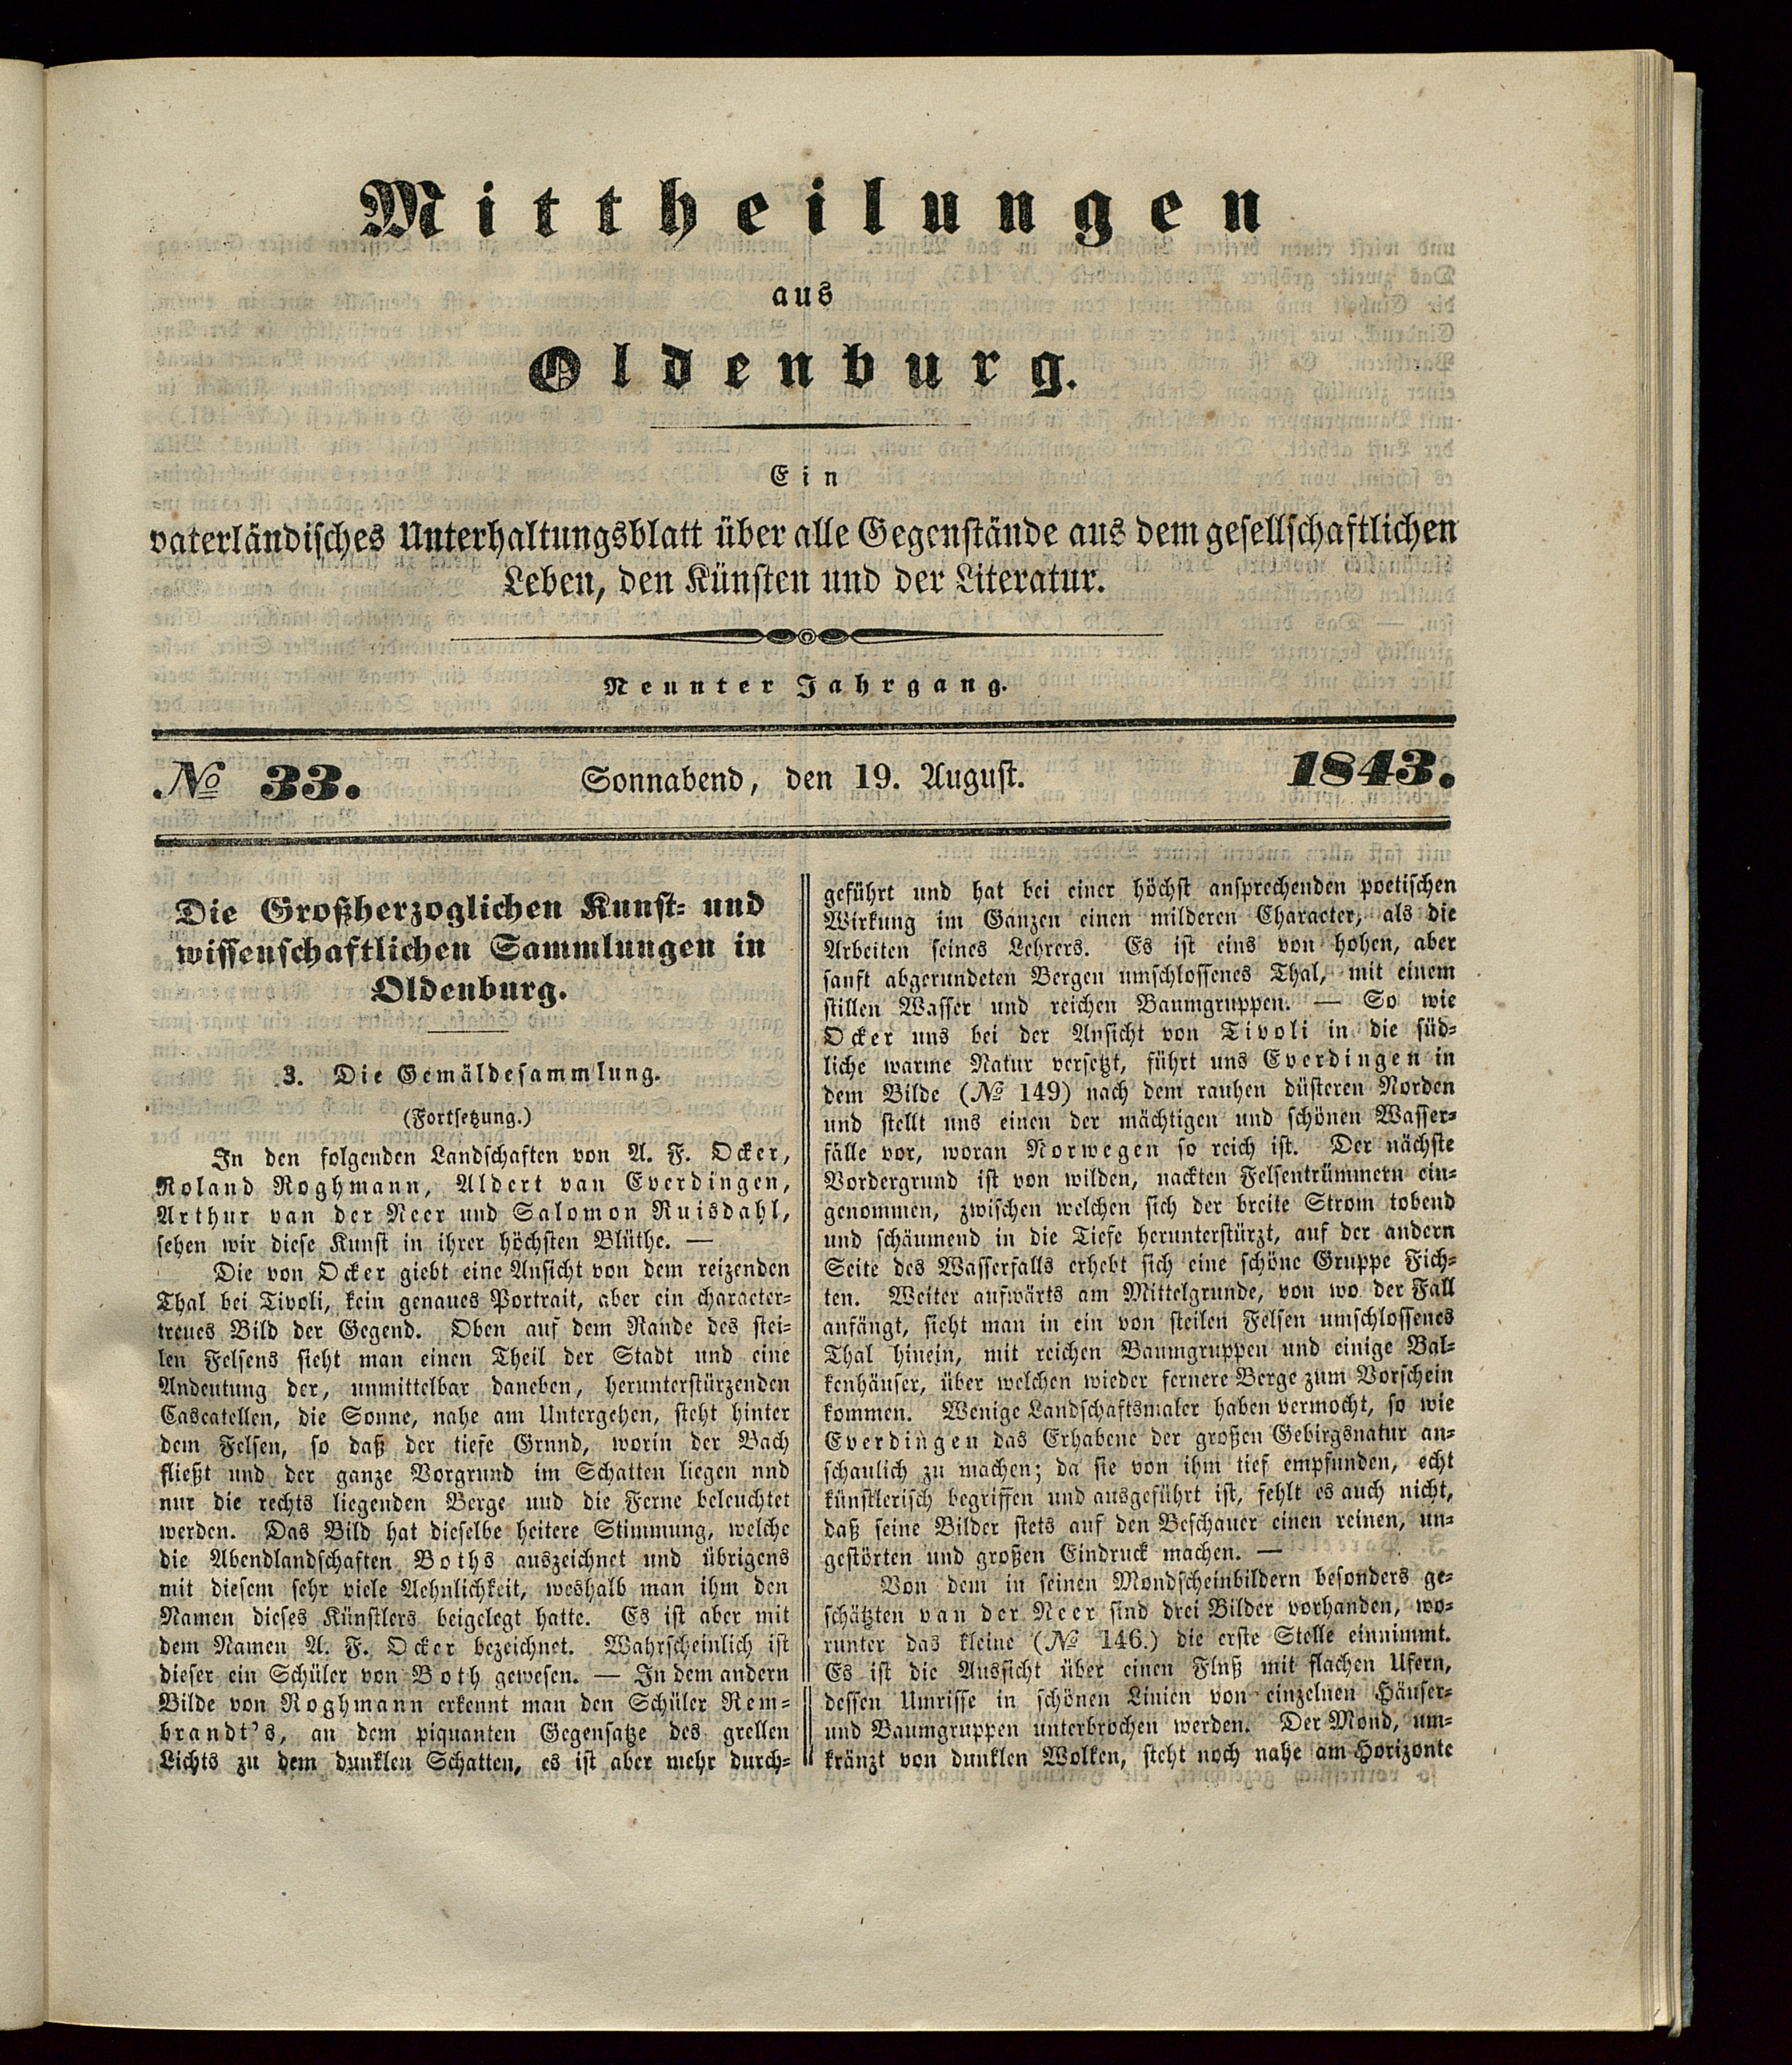 Mittheilungen
aus
Oldenburg.
Ein
vaterländisches Unterhaltungsblatt über alle Gegenstände aus dem gesellschaftlichen
Leben, den Künsten und der Literatur.
Neunter Jahrgang.
№ 33. Sonnabend, den 19. August. 1843.
Die Großherzoglichen Kunst- und
wissenschaftlichen Sammlungen in
Oldenburg.
3. Die Gemäldesammlung.
(Fortsetzung.)
In den folgenden Landschaften von A. F. Ocker,
Roland Roghmann, Aldert van Everdingen,
Arthur van der Neer und Salomon Ruisdahl,
sehen wir diese Kunst in ihrer höchsten Blüthe. —
Die von Ocker giebt eine Ansicht von dem reizenden
Thal bei Tivoli, kein genaues Portrait, aber ein character-
treues Bild der Gegend. Oben auf dem Rande des stei-
len Felsens sieht man einen Theil der Stadt und eine
Andeutung der, unmittelbar daneben, herunterstürzenden
Cascatellen, die Sonne, nahe am Untergehen, steht hinter
dem Felsen, so daß der tiefe Grund, worin der Bach
fließt und der ganze Vorgrund im Schatten liegen und
nur die rechts liegenden Berge und die Ferne beleuchtet
werden. Das Bild hat dieselbe heitere Stimmung, welche
die Abendlandschaften Boths auszeichnet und übrigens
mit diesem sehr viele Aehnlichkeit, weshalb man ihm den
Namen dieses Künstlers beigelegt hatte. Es ist aber mit
dem Namen A. F. Ocker bezeichnet. Wahrscheinlich ist
dieser ein Schüler von Both gewesen. — In dem andern
Bilde von Roghmann erkennt man den Schüler Rem-
brandt's, an dem piquanten Gegensatze des grellen
Lichts zu dem dunklen Schatten, es ist aber mehr durch-
geführt und hat bei einer höchst ansprechenden poetischen
Wirkung im Ganzen einen milderen Character, als die
Arbeiten seines Lehrers. Es ist eins von hohen, aber
sanft abgerundeten Bergen umschlossenes Thal, mit einem
stillen Wasser und reichen Baumgruppen. — So wie
Ocker uns bei der Ansicht von Tivoli in die süd-
liche warme Natur versetzt, führt uns Everdingen in
dem Bilde (№ 149) nach dem rauhen düsteren Norden
und stellt uns einen der mächtigen und schönen Wasser-
fälle vor, woran Norwegen so reich ist. Der nächste
Vordergrund ist von wilden, nackten Felsentrümmern ein-
genommen, zwischen welchen sich der breite Strom tobend
und schäumend in die Tiefe herunterstürzt, auf der andern
Seite des Wasserfalls erhebt sich eine schöne Gruppe Fich-
ten. Weiter aufwärts am Mittelgrunde, von wo der Fall
anfängt, sieht man in ein von steilen Felsen umschlossenes
Thal hinein, mit reichen Baumgruppen und einige Bal-
kenhäuser, über welchen wieder fernere Berge zum Vorschein
kommen. Wenige Landschaftsmaler haben vermocht, so wie
Everdingen das Erhabene der großen Gebirgsnatur an-
schaulich zu machen; da sie von ihm tief empfunden, echt
künstlerisch begriffen und ausgeführt ist, fehlt es auch nicht,
daß seine Bilder stets auf den Beschauer einen reinen, un-
gestörten und großen Eindruck machen. —
Von dem in seinen Mondscheinbildern besonders ge-
schätzten van der Neer sind drei Bilder vorhanden, wo-
runter das kleine (№ 146.) die erste Stelle einnimmt.
Es ist die Aussicht über einen Fluß mit flachen Ufern,
dessen Umrisse in schönen Linien von einzelnen Häuser-
und Baumgruppen unterbrochen werden. Der Mond, um-
kränzt von dunklen Wolken, steht noch nahe am Horizonte